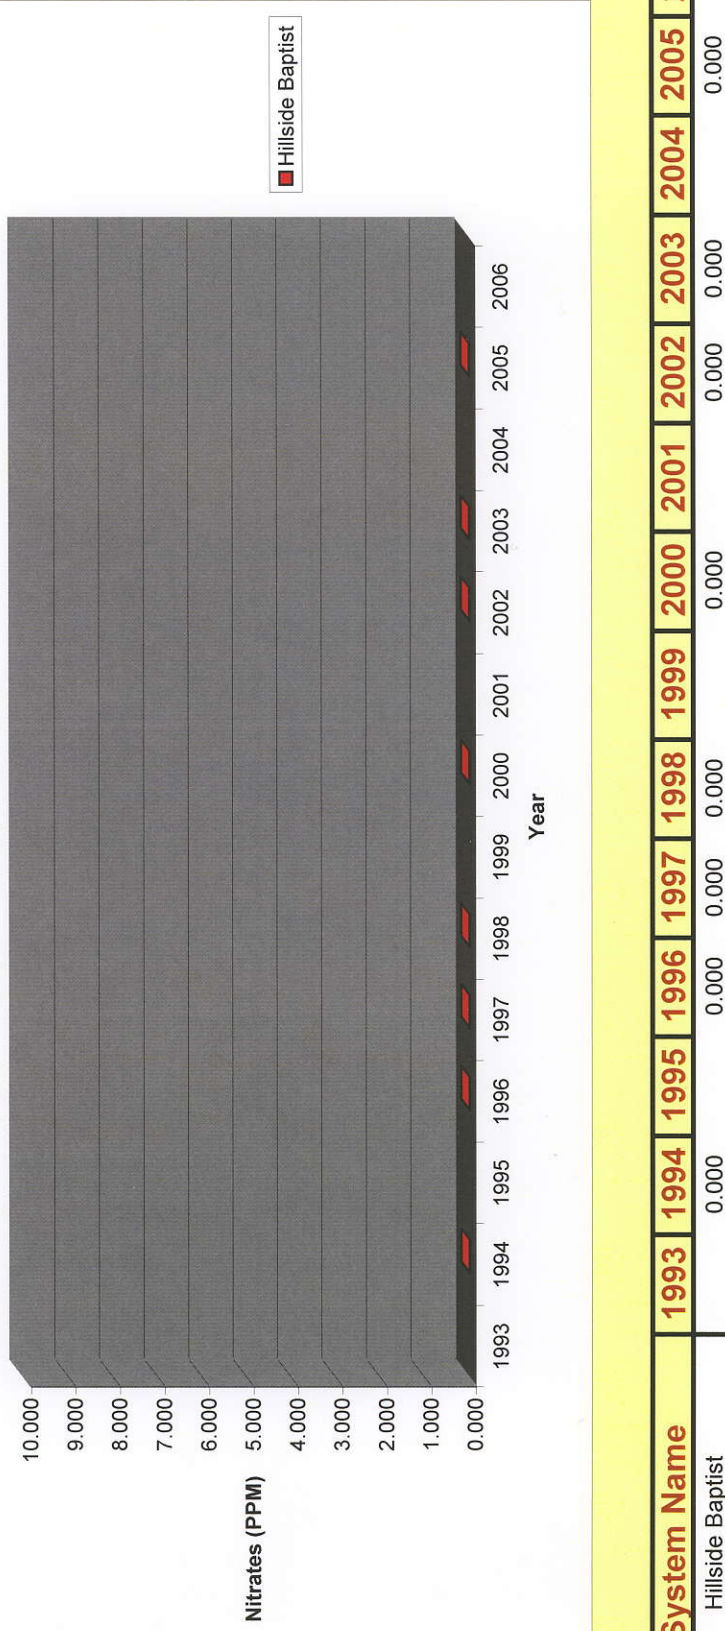 10.000
9.000
8.000
7.000
6.000
5.000
4.000
3.000
2.000
1.000
0.000
Nitrates (PPM)
1993 1994 1995 1996 1997 1998 1999 2000 2001 2002 2003 2004 2005 2006
Year
Hillside Baptist
System Name 1993 1994 1995 1996 1997 1998 1999 2000 2001 2002 2003 2004 2005
Hillside Baptist 0.000 0.000 0.000 0.000 0.000 0.000 0.000 0.000